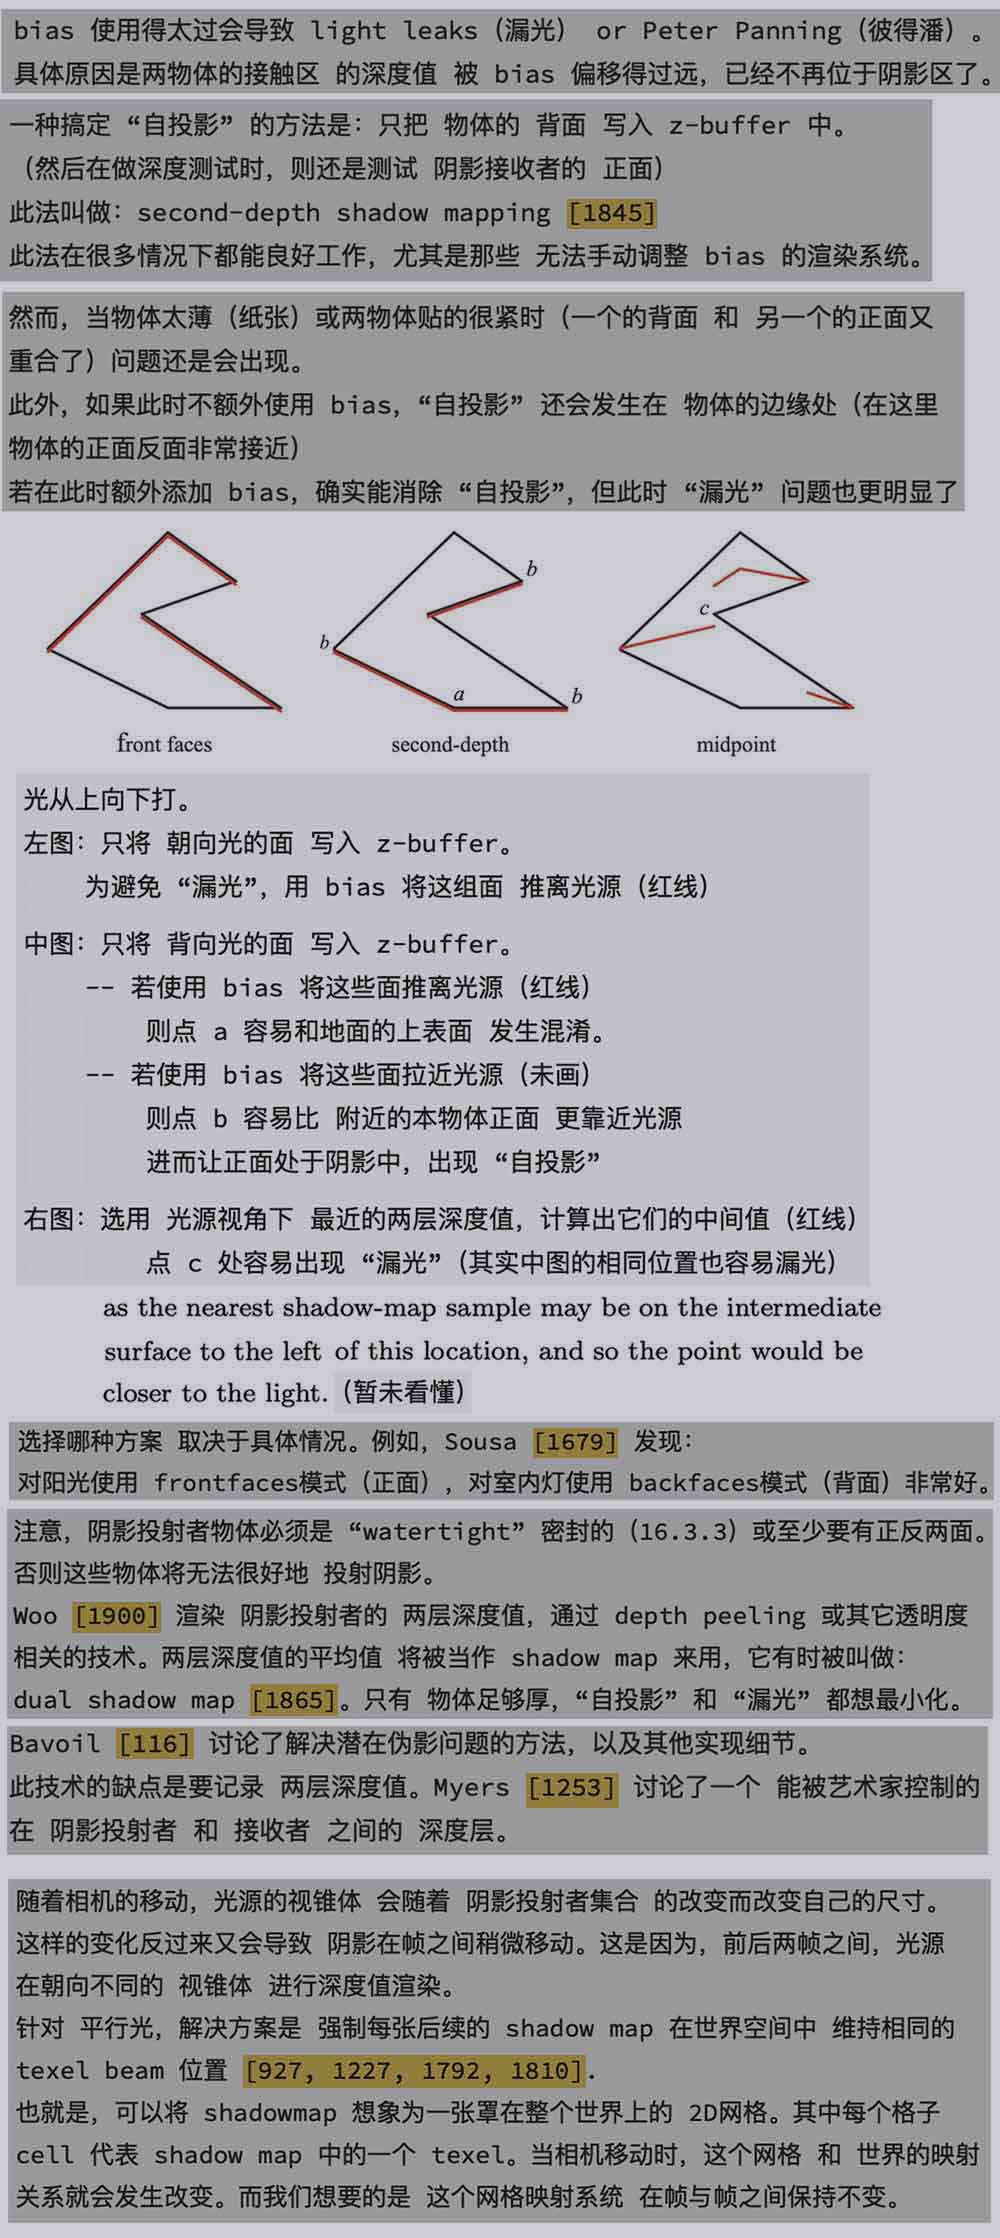 bias 使用得太过会导致 light leaks（漏光） or Peter Panning（彼得潘）。
具体原因是两物体的接触区 的深度值 被 bias 偏移得过远，已经不再位于阴影区了。
一种搞定 “自投影” 的方法是：只把 物体的 背面 写入 z-buffer 中。
（然后在做深度测试时，则还是测试 阴影接收者的 正面）
此法叫做：second-depth shadow mapping [1845]
此法在很多情况下都能良好工作，尤其是那些 无法手动调整 bias 的渲染系统。
然而，当物体太薄（纸张）或两物体贴的很紧时（一个的背面 和 另一个的正面又
重合了）问题还是会出现。
此外，如果此时不额外使用 bias，“自投影” 还会发生在 物体的边缘处（在这里
物体的正面反面非常接近）
若在此时额外添加 bias，确实能消除 “自投影”，但此时 “漏光” 问题也更明显了
b
b
a
b
c
front faces
second-depth
midpoint
光从上向下打。
左图：只将 朝向光的面 写入 z-buffer。
为避免 “漏光”，用 bias 将这组面 推离光源（红线）
中图：只将 背向光的面 写入 z-buffer。
-- 若使用 bias 将这些面推离光源（红线）
则点 a 容易和地面的上表面 发生混淆。
-- 若使用 bias 将这些面拉近光源（未画）
则点 b 容易比 附近的本物体正面 更靠近光源
进而让正面处于阴影中，出现 “自投影”
右图：选用 光源视角下 最近的两层深度值，计算出它们的中间值（红线）
点 c 处容易出现 “漏光”（其实中图的相同位置也容易漏光）
as the nearest shadow-map sample may be on the intermediate
surface to the left of this location, and so the point would be
closer to the light.（暂未看懂）
选择哪种方案 取决于具体情况。例如，Sousa [1679] 发现：
对阳光使用 frontfaces模式（正面），对室内灯使用 backfaces模式（背面）非常好。
注意，阴影投射者物体必须是 “watertight” 密封的（16.3.3）或至少要有正反两面。
否则这些物体将无法很好地 投射阴影。
Woo [1900] 渲染 阴影投射者的 两层深度值，通过 depth peeling 或其它透明度
相关的技术。两层深度值的平均值 将被当作 shadow map 来用，它有时被叫做：
dual shadow map [1865]。只有 物体足够厚，“自投影” 和 “漏光” 都想最小化。
Bavoil [116] 讨论了解决潜在伪影问题的方法，以及其他实现细节。
此技术的缺点是要记录 两层深度值。Myers [1253] 讨论了一个 能被艺术家控制的
在 阴影投射者 和 接收者 之间的 深度层。
随着相机的移动，光源的视锥体 会随着 阴影投射者集合 的改变而改变自己的尺寸。
这样的变化反过来又会导致 阴影在帧之间稍微移动。这是因为，前后两帧之间，光源
在朝向不同的 视锥体 进行深度值渲染。
针对 平行光，解决方案是 强制每张后续的 shadow map 在世界空间中 维持相同的
texel beam 位置 [927, 1227, 1792, 1810].
也就是，可以将 shadowmap 想象为一张罩在整个世界上的 2D网格。其中每个格子
cell 代表 shadow map 中的一个 texel。当相机移动时，这个网格 和 世界的映射
关系就会发生改变。而我们想要的是 这个网格映射系统 在帧与帧之间保持不变。